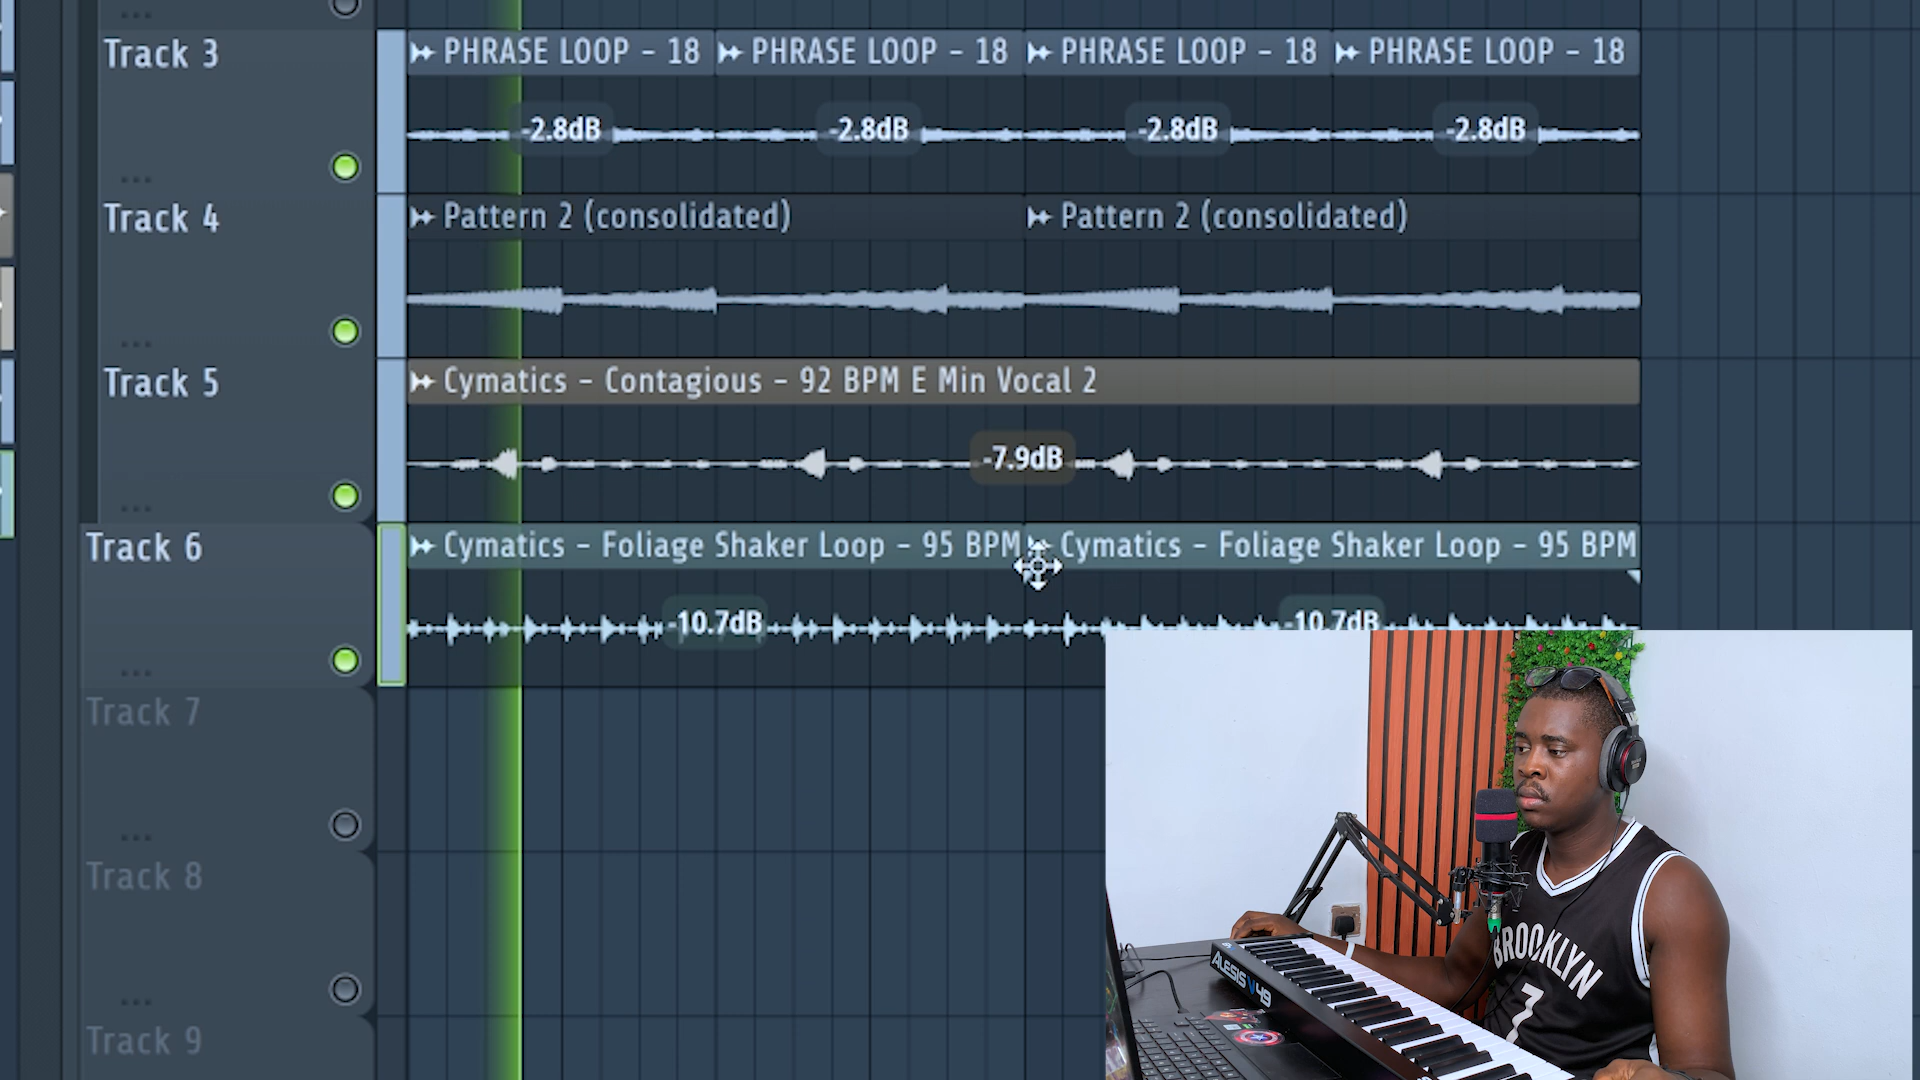 Track 3
PHRASE LOOP - 18 PHRASE LOOP - 18 PHRASE LOOP - 18 PHRASE LOOP - 18
-2.8dB -2.8dB -2.8dB -2.8dB
Track 4
Pattern 2 (consolidated) Pattern 2 (consolidated)
Track 5
Cymatics - Contagious - 92 BPM E Min Vocal 2
-7.9dB
Track 6
Cymatics - Foliage Shaker Loop - 95 BPM Cymatics - Foliage Shaker Loop - 95 BPM
-10.7dB -10.7dB
Track 7
Track 8
Track 9
BROOKLYN
7
ALESIS V49